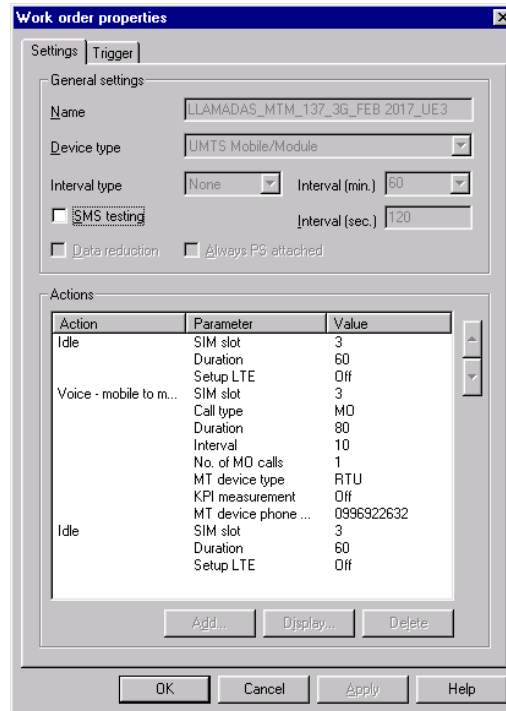 Work order properties
Settings Trigger
General settings
Name LLAMADAS_MTM_137_3G_FEB 2017_UE3
Device type UMTS Mobile/Module
Interval type None Interval (min.) 60
SMS testing Interval (sec.) 120
Data reduction Always PS attached
Actions
Action Parameter Value
Idle SIM slot 3
Duration 60
Setup LTE Off
Voice - mobile to m... SIM slot 3
Call type MO
Duration 80
Interval 10
No. of MO calls 1
MT device type RTU
KPI measurement Off
MT device phone ... 0996922632
Idle SIM slot 3
Duration 60
Setup LTE Off
Add... Display... Delete
OK Cancel Apply Help